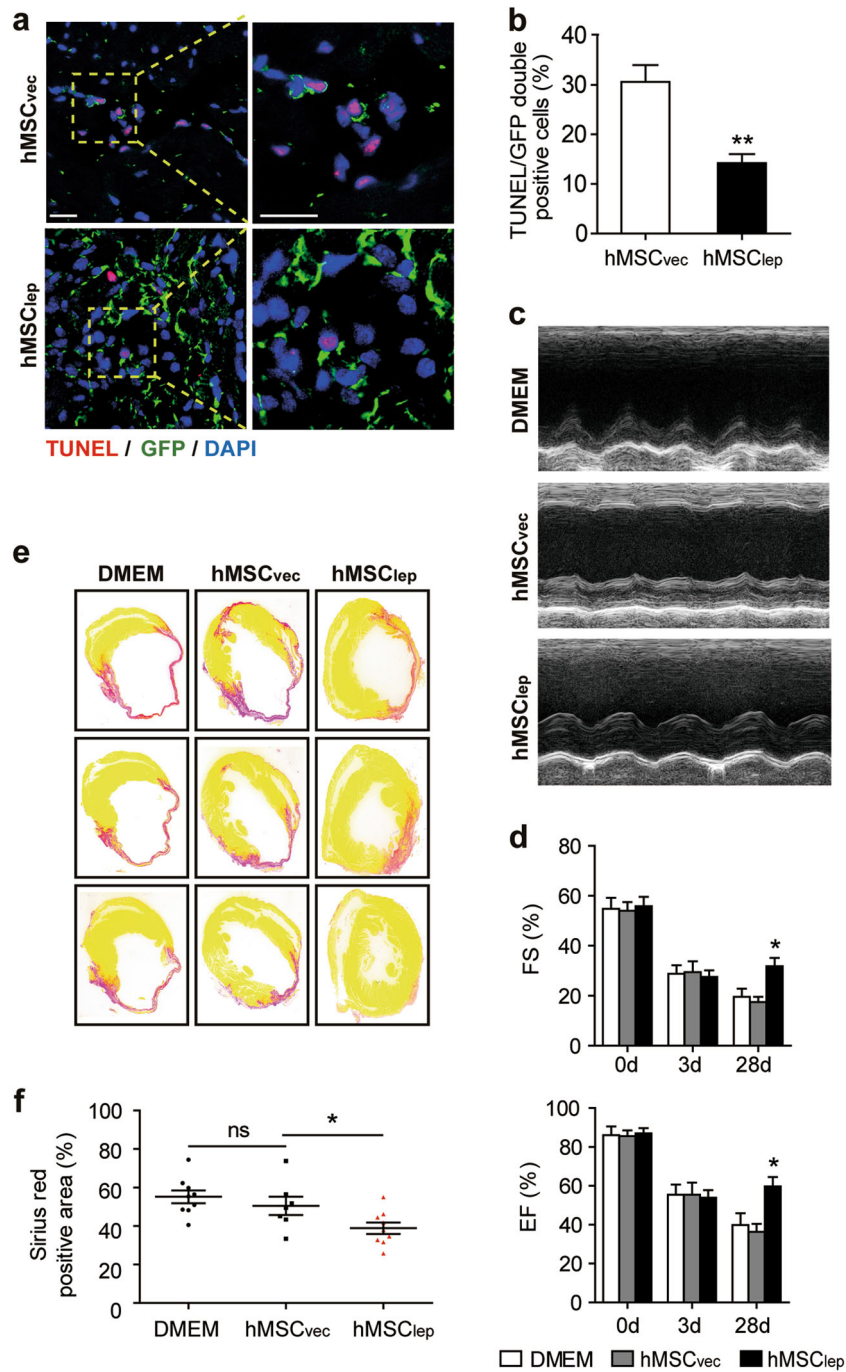 a
hMSCvec
hMSClep
TUNEL / GFP / DAPI
b
TUNEL/GFP double
positive cells (%)
40
30
20
10
0
**
hMSCvec hMSClep
c
DMEM
hMSCvec
hMSClep
d
FS (%)
80
60
40
20
0
*
0d 3d 28d
EF (%)
100
80
60
40
20
0
*
0d 3d 28d
DMEM hMSCvec hMSClep
e
DMEM hMSCvec hMSClep
f
Sirius red
positive area (%)
100
80
60
40
20
0
ns
*
DMEM hMSCvec hMSClep